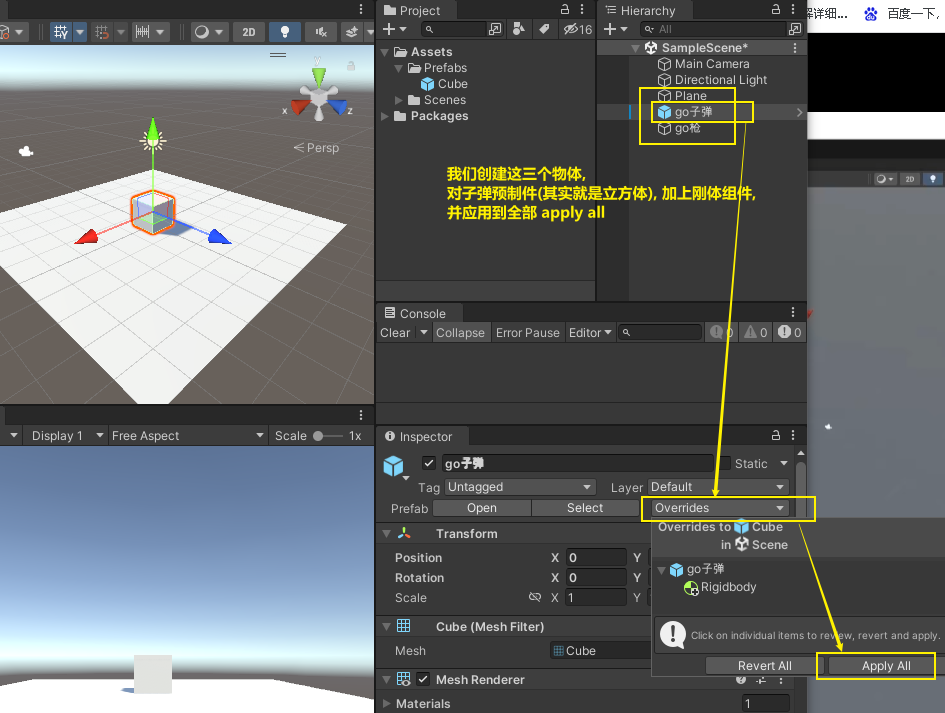 Project
Hierarchy
解详细...
百度一下,
2D
16
All
Assets
Prefabs
Cube
Scenes
Packages
SampleScene*
Main Camera
Directional Light
Plane
go子弹
go枪
y
x
z
Persp
我们创建这三个物体,
对子弹预制件(其实就是立方体), 加上刚体组件,
并应用到全部 apply all
2D
Console
Clear
Collapse
Error Pause
Editor
0
0
0
Display 1
Free Aspect
Scale
1x
Inspector
go子弹
Static
Tag
Untagged
Layer
Default
Prefab
Open
Select
Overrides
Overrides to Cube
in Scene
Transform
Position
X
0
Y
Rotation
X
0
Y
Scale
X
1
Y
go子弹
Rigidbody
Cube (Mesh Filter)
Mesh
Cube
Click on individual items to review, revert and apply.
Revert All
Apply All
Mesh Renderer
Materials
1